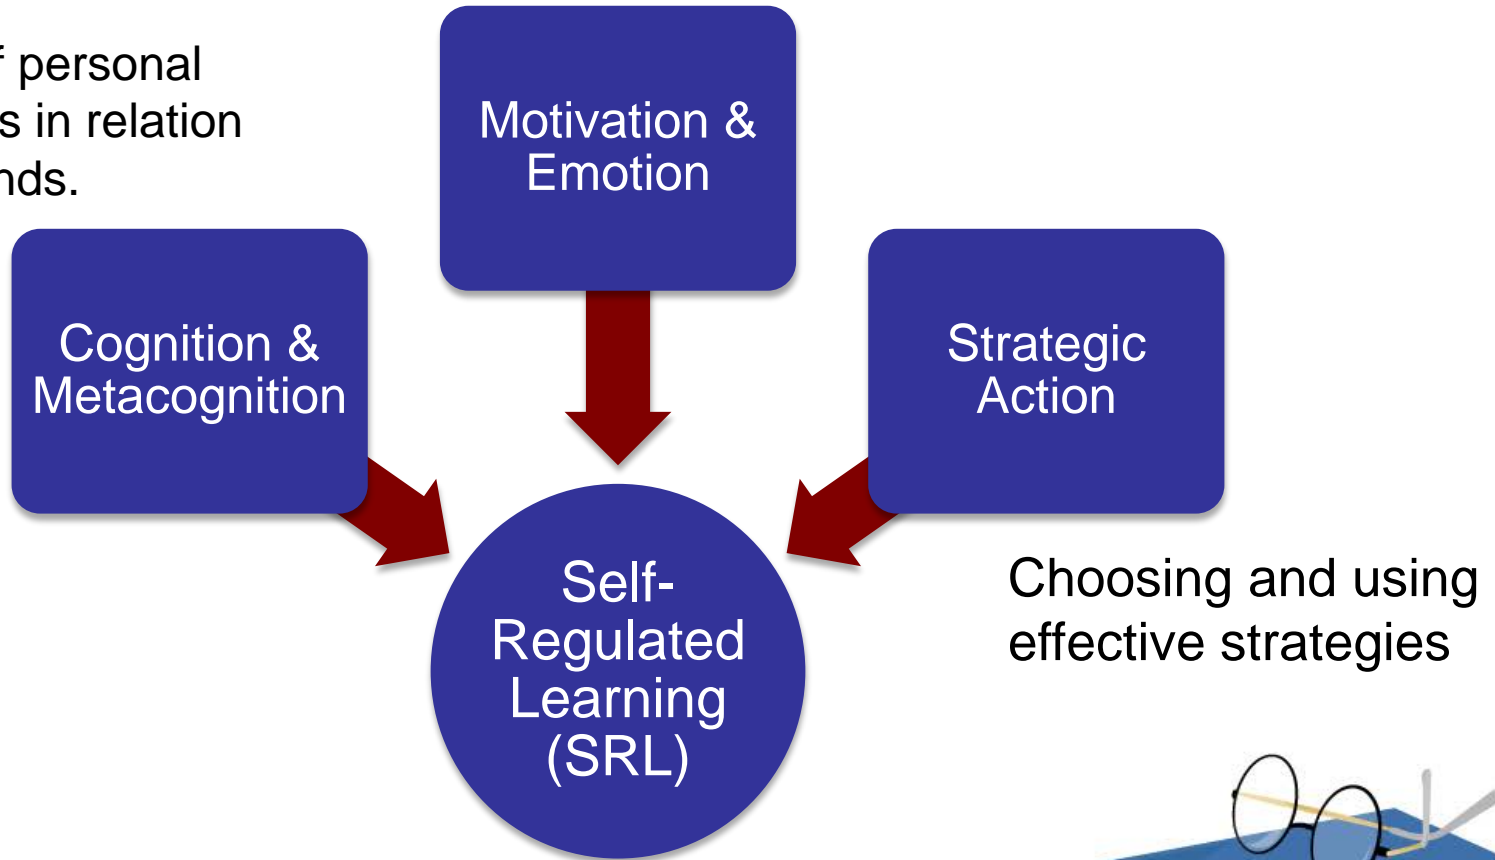 f personal
s in relation
nds.
Motivation &
Emotion
Cognition &
Metacognition
Strategic
Action
Self-
Regulated
Learning
(SRL)
Choosing and using
effective strategies